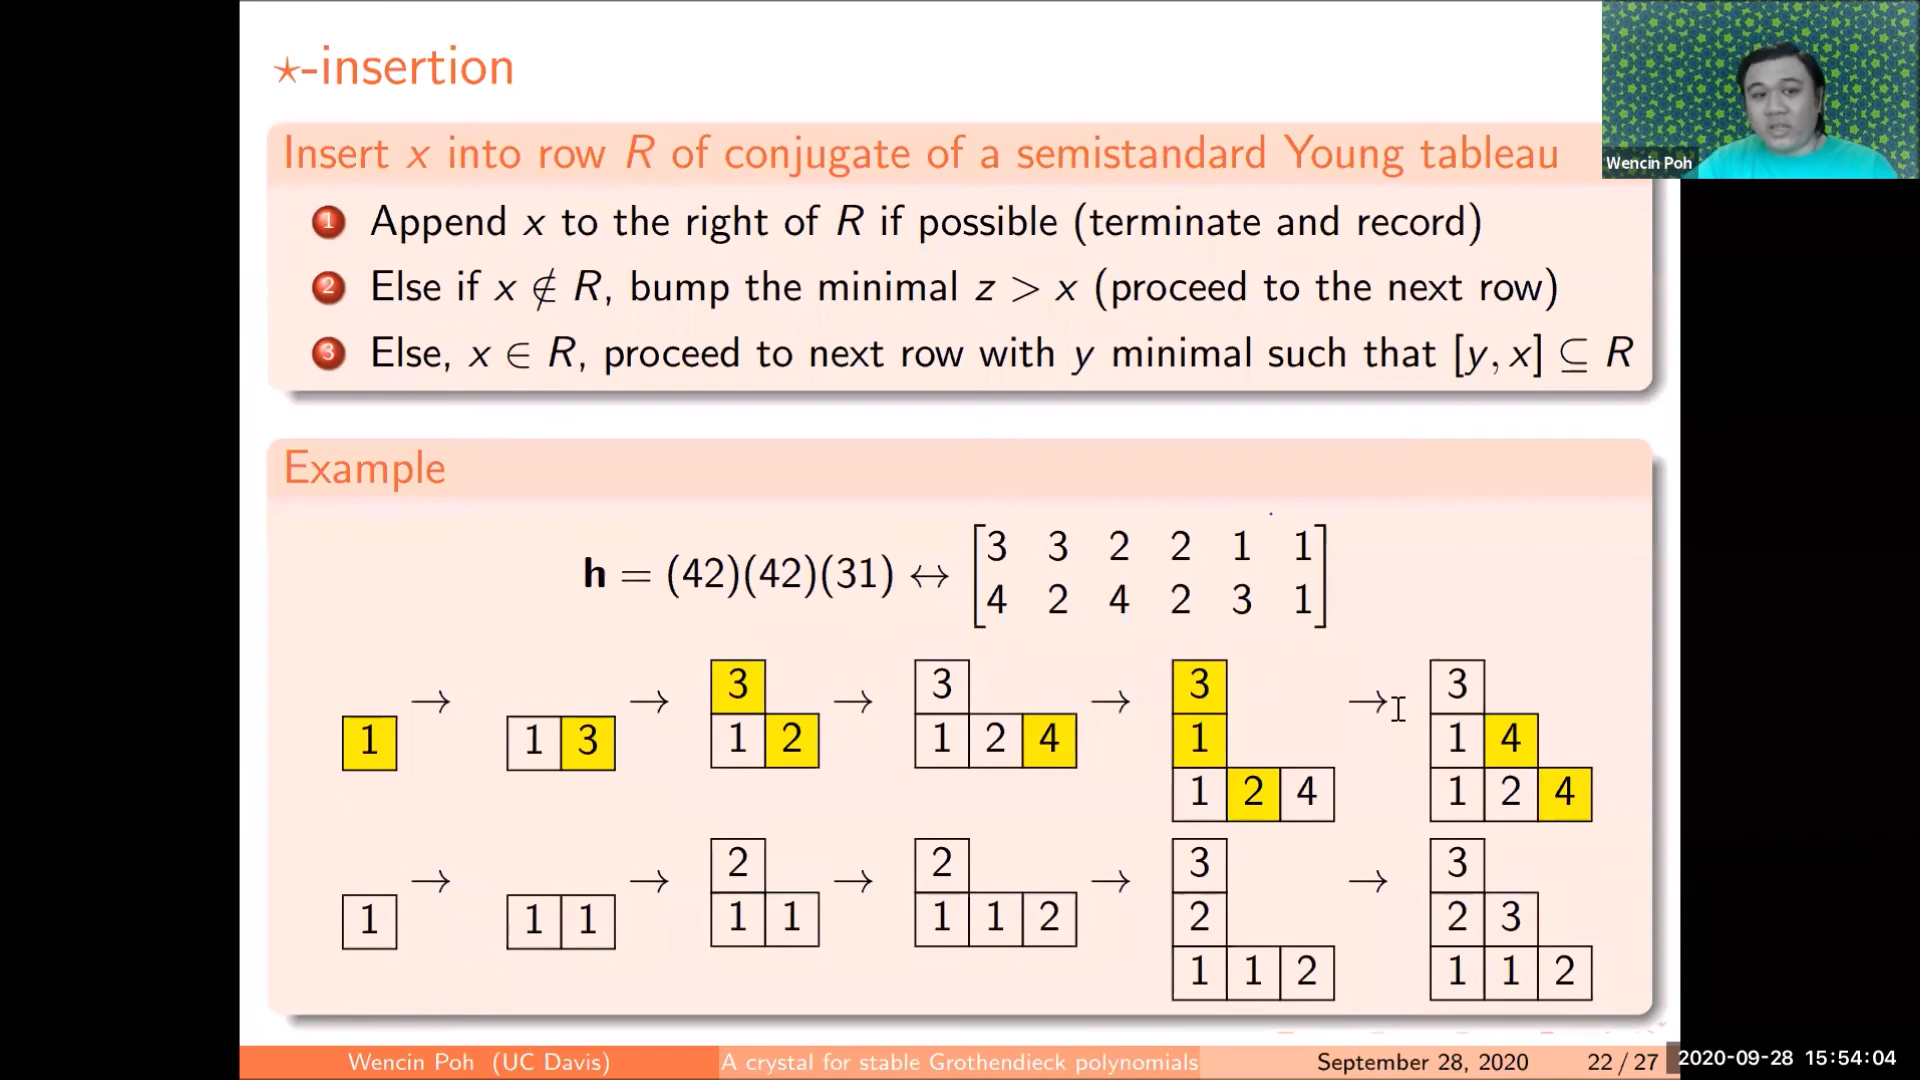 ⋆-insertion
Insert x into row R of conjugate of a semistandard Young tableau
1 Append x to the right of R if possible (terminate and record)
2 Else if x ∉ R, bump the minimal z > x (proceed to the next row)
3 Else, x ∈ R, proceed to next row with y minimal such that [y, x] ⊆ R
Wencin Poh
Example
h = (42)(42)(31) ↔ [3 3 2 2 1 1
4 2 4 2 3 1]
3 3 3 3
→ → 1 3 → 1 2 → 1 2 4 → 1 → 1 4
1 1 2 4 1 2 4
2 2 3 3
→ → → → 2 → 2 3
1 1 1 1 1 1 1 2 1 1 2 1 1 2
Wencin Poh (UC Davis) A crystal for stable Grothendieck polynomials September 28, 2020 22 / 27
2020-09-28 15:54:04